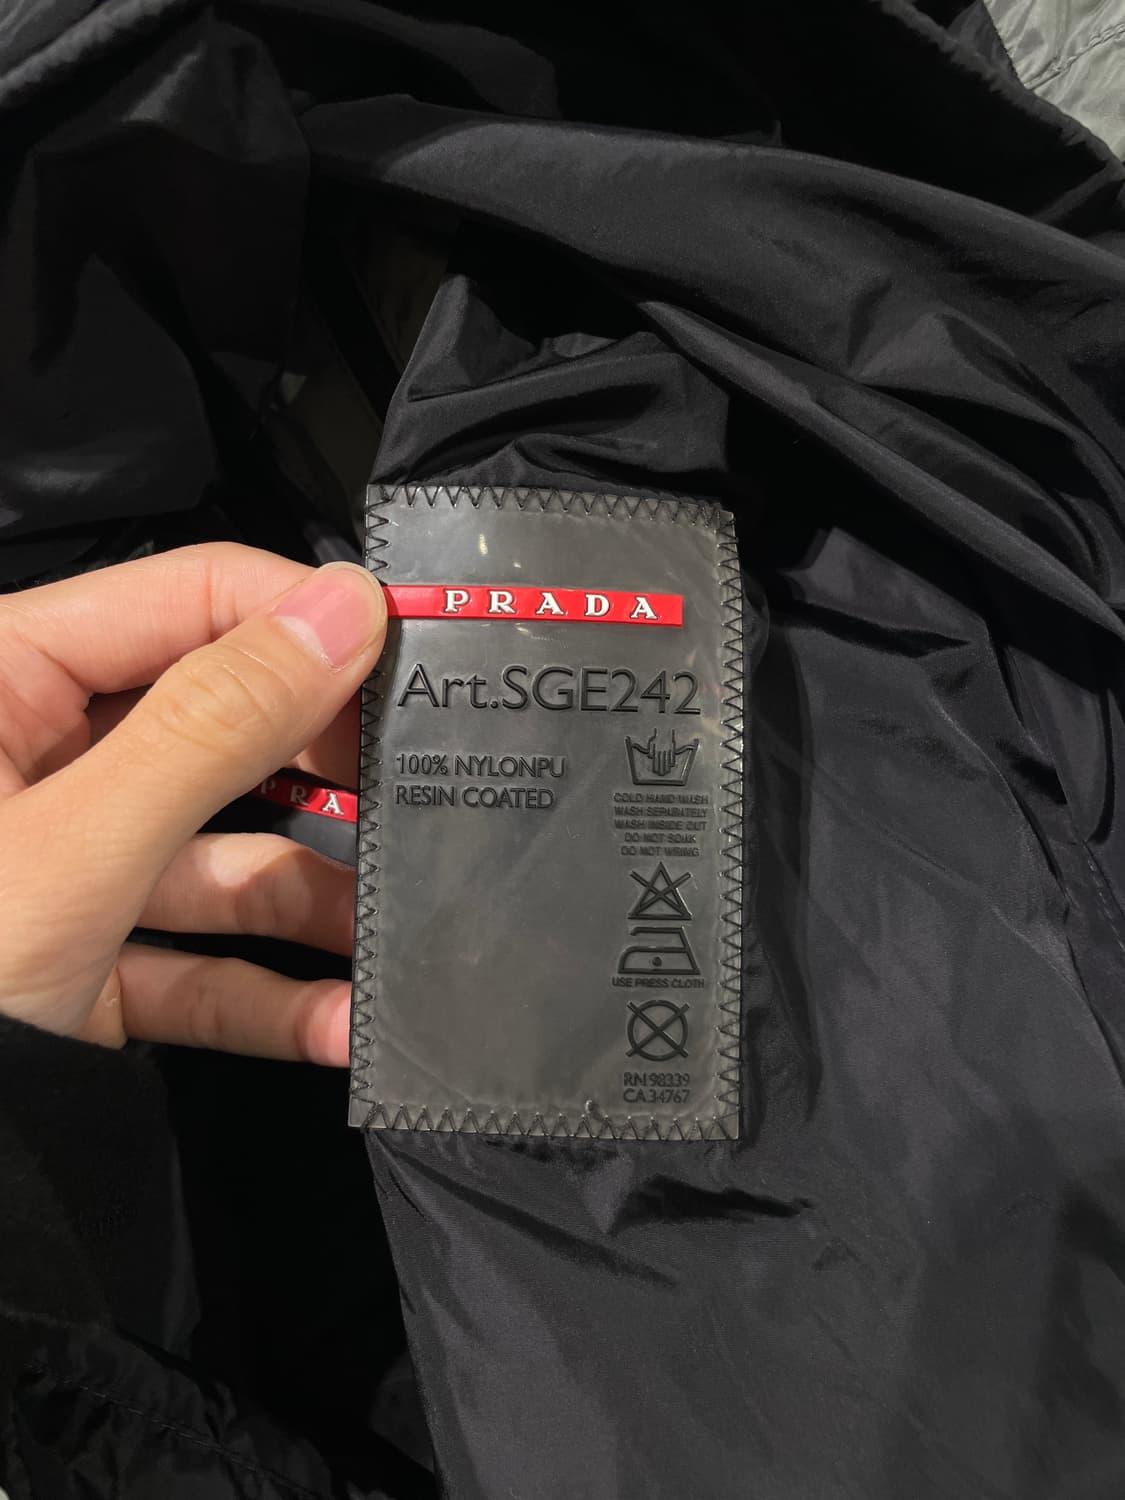 PRADA
Art.SGE242
100% NYLONPU
RESIN COATED
COLD HAND WASH
WASH SEPARATELY
WASH INSIDE OUT
DO NOT SOAK
DO NOT WRING
USE PRESS CLOTH
RN 98339
CA 34767
PRA